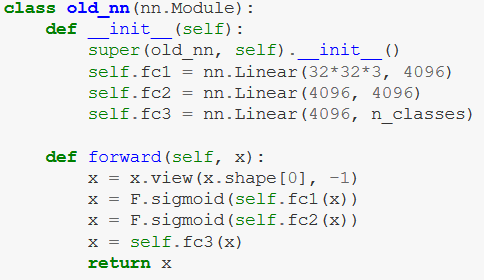 class old_nn(nn.Module):
    def __init__(self):
        super(old_nn, self).__init__()
        self.fc1 = nn.Linear(32*32*3, 4096)
        self.fc2 = nn.Linear(4096, 4096)
        self.fc3 = nn.Linear(4096, n_classes)
    def forward(self, x):
        x = x.view(x.shape[0], -1)
        x = F.sigmoid(self.fc1(x))
        x = F.sigmoid(self.fc2(x))
        x = self.fc3(x)
        return x